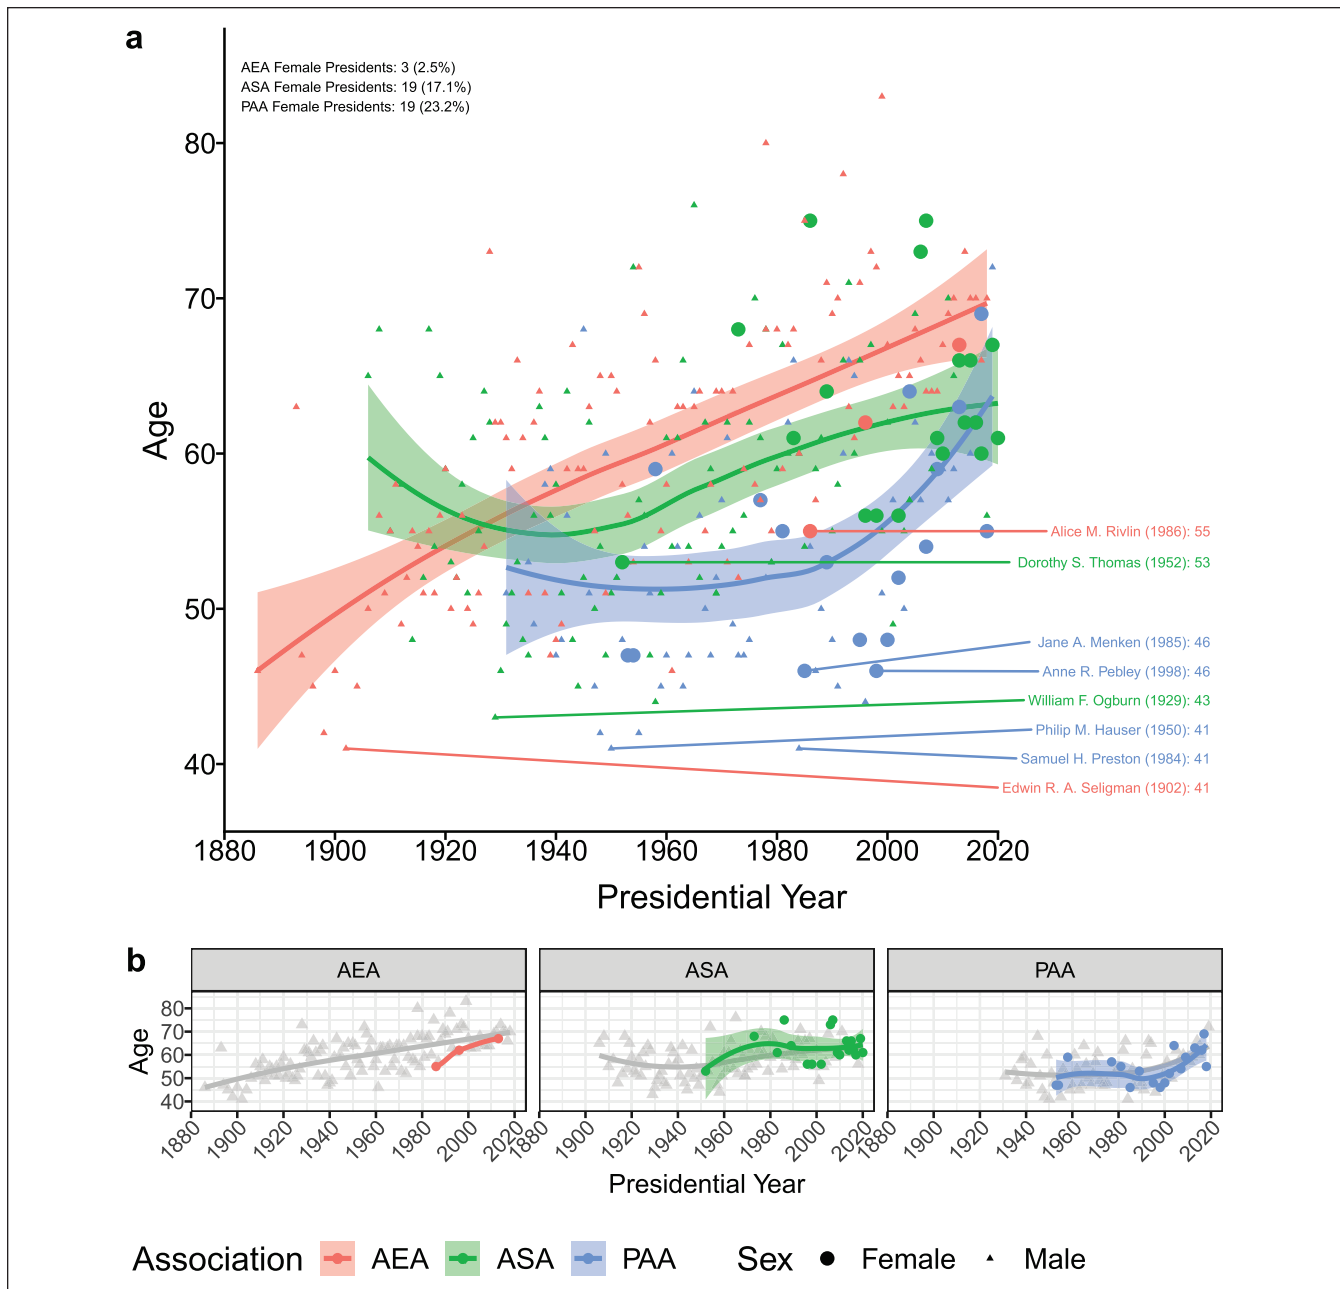 a
AEA Female Presidents: 3 (2.5%)
ASA Female Presidents: 19 (17.1%)
PAA Female Presidents: 19 (23.2%)
80
70
60
50
40
Age
Alice M. Rivlin (1986): 55
Dorothy S. Thomas (1952): 53
Jane A. Menken (1985): 46
Anne R. Pebley (1998): 46
William F. Ogburn (1929): 43
Philip M. Hauser (1950): 41
Samuel H. Preston (1984): 41
Edwin R. A. Seligman (1902): 41
1880 1900 1920 1940 1960 1980 2000 2020
Presidential Year
b
AEA ASA PAA
80
70
60
50
40
Age
1880 1900 1920 1940 1960 1980 2000 2020 1880 1900 1920 1940 1960 1980 2000 2020 1880 1900 1920 1940 1960 1980 2000 2020
Presidential Year
Association AEA ASA PAA Sex Female Male